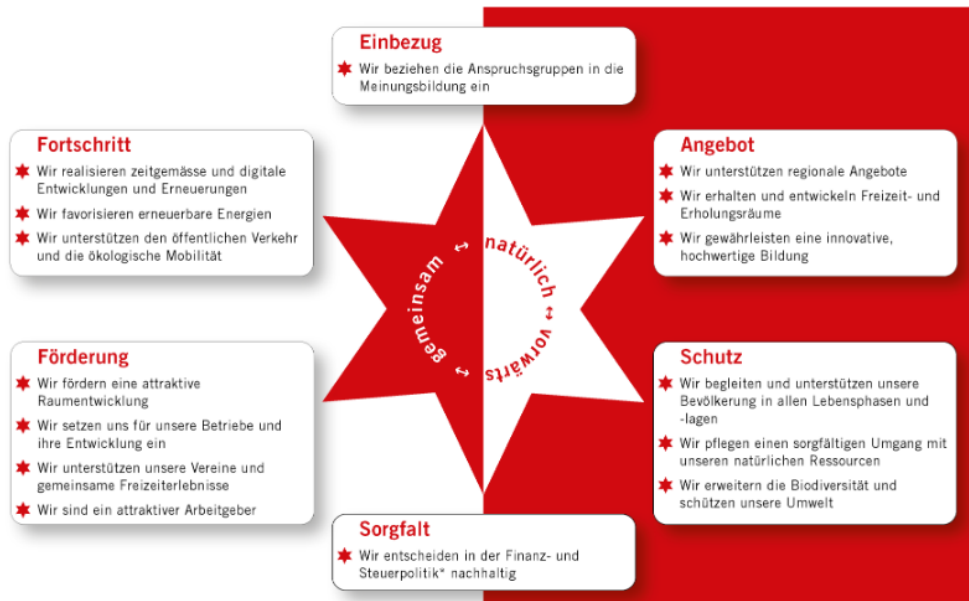 Einbezug
Wir beziehen die Anspruchsgruppen in die
Meinungsbildung ein
Fortschritt
Wir realisieren zeitgemässe und digitale
Entwicklungen und Erneuerungen
Wir favorisieren erneuerbare Energien
Wir unterstützen den öffentlichen Verkehr
und die ökologische Mobilität
Angebot
Wir unterstützen regionale Angebote
Wir erhalten und entwickeln Freizeit- und
Erholungsräume
Wir gewährleisten eine innovative,
hochwertige Bildung
gemeinsam ↔ natürlich ↔ vorwärts ↔
Förderung
Wir fördern eine attraktive
Raumentwicklung
Wir setzen uns für unsere Betriebe und
ihre Entwicklung ein
Wir unterstützen unsere Vereine und
gemeinsame Freizeiterlebnisse
Wir sind ein attraktiver Arbeitgeber
Schutz
Wir begleiten und unterstützen unsere
Bevölkerung in allen Lebensphasen und
-lagen
Wir pflegen einen sorgfältigen Umgang mit
unseren natürlichen Ressourcen
Wir erweitern die Biodiversität und
schützen unsere Umwelt
Sorgfalt
Wir entscheiden in der Finanz- und
Steuerpolitik* nachhaltig